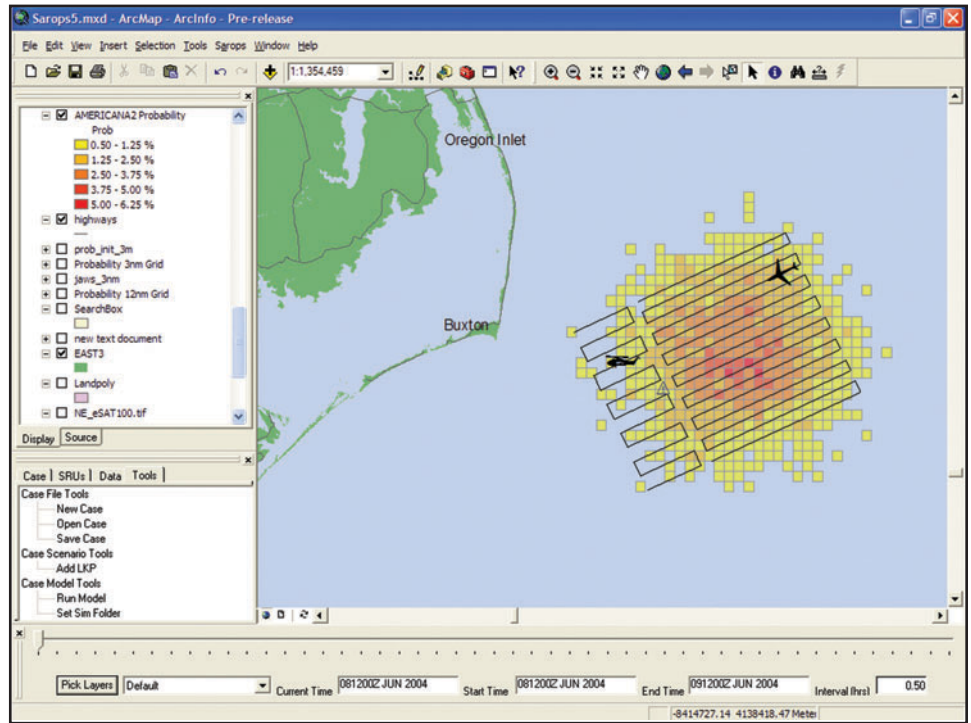 Sarops5.mxd - ArcMap - ArcInfo - Pre-release
File Edit View Insert Selection Tools Sarops Window Help
1:1,354,459
AMERICANA2 Probability
Prob
0.50 - 1.25 %
1.25 - 2.50 %
2.50 - 3.75 %
3.75 - 5.00 %
5.00 - 6.25 %
highways
prob_init_3m
Probability 3nm Grid
jaws_3nm
Probability 12nm Grid
SearchBox
new text document
EAST3
Landpoly
NE_eSAT100.tif
Display Source
Oregon Inlet
Buxton
Case SRUs Data Tools
Case File Tools
New Case
Open Case
Save Case
Case Scenario Tools
Add LKP
Case Model Tools
Run Model
Set Sim Folder
Pick Layers Default Current Time 081200Z JUN 2004 Start Time 081200Z JUN 2004 End Time 091200Z JUN 2004 Interval (hrs) 0.50
-8414727.14 4138418.47 Meter